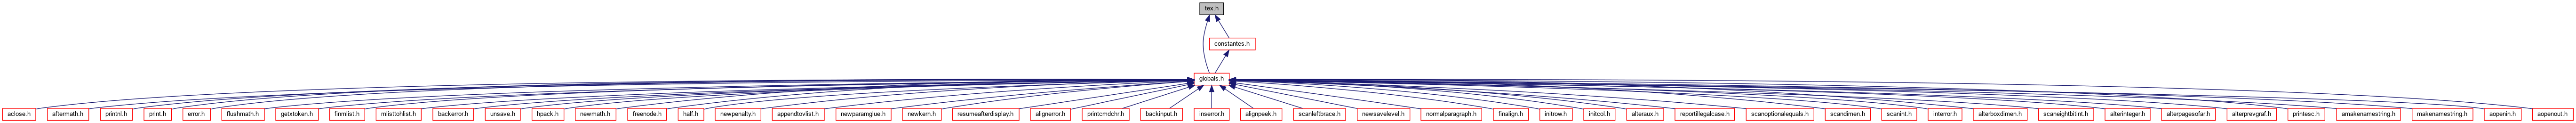 tex.h
constantes.h
globals.h
aclose.h aftermath.h printnl.h print.h error.h flushmath.h getxtoken.h finmlist.h mlisttohlist.h backerror.h unsave.h hpack.h newmath.h freenode.h half.h newpenalty.h appendtovlist.h newparamglue.h newkern.h resumeafterdisplay.h alignerror.h printcmdchr.h backinput.h inserror.h alignpeek.h scanleftbrace.h newsavelevel.h normalparagraph.h finalign.h initrow.h initcol.h alteraux.h reportillegalcase.h scanoptionalequals.h scandimen.h scanint.h interror.h alterboxdimen.h scaneightbitint.h alterinteger.h alterpagesofar.h alterprevgraf.h printesc.h amakenamestring.h makenamestring.h aopenin.h aopenout.h